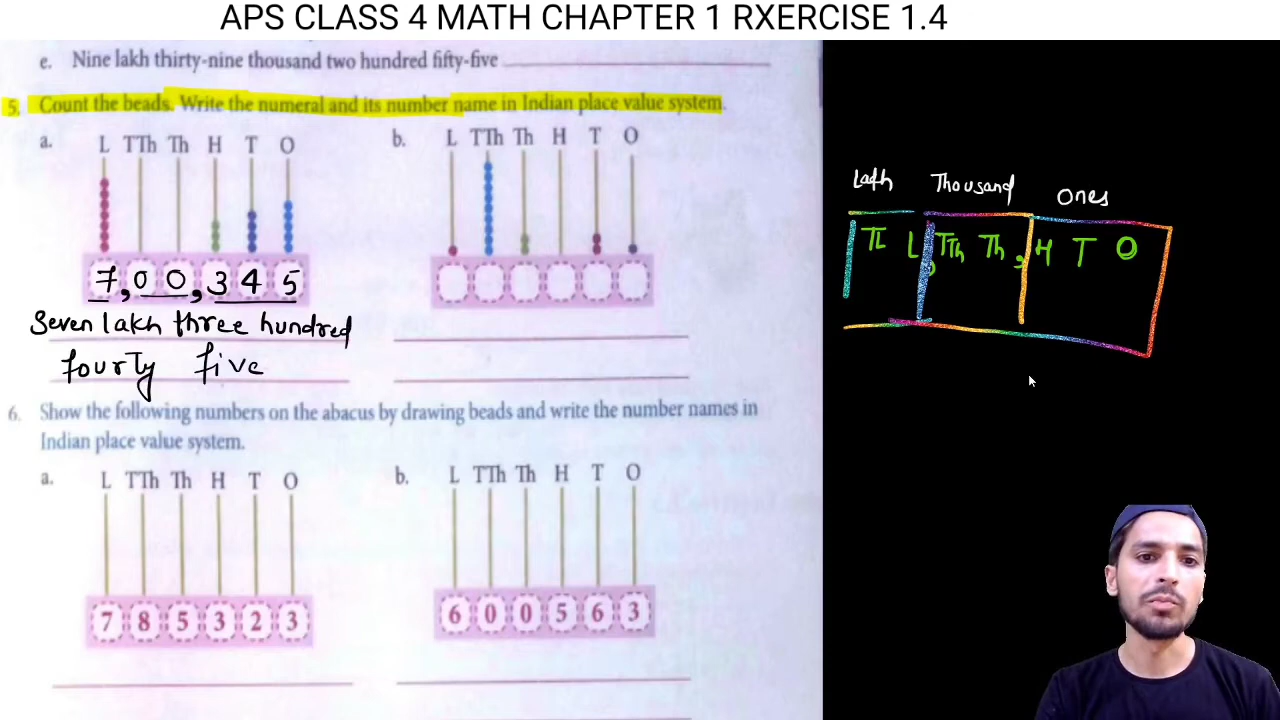 APS CLASS 4 MATH CHAPTER 1 RXERCISE 1.4
e. Nine lakh thirty-nine thousand two hundred fifty-five
5. Count the beads. Write the numeral and its number name in Indian place value system.
a. L TTh Th H T O
7,00,345
Seven lakh three hundred
fourty five
b. L TTh Th H T O
6. Show the following numbers on the abacus by drawing beads and write the number names in
Indian place value system.
a. L TTh Th H T O
7 8 5 3 2 3
b. L TTh Th H T O
6 0 0 5 6 3
Lakh Thousand Ones
TL L, TTh Th, H T O